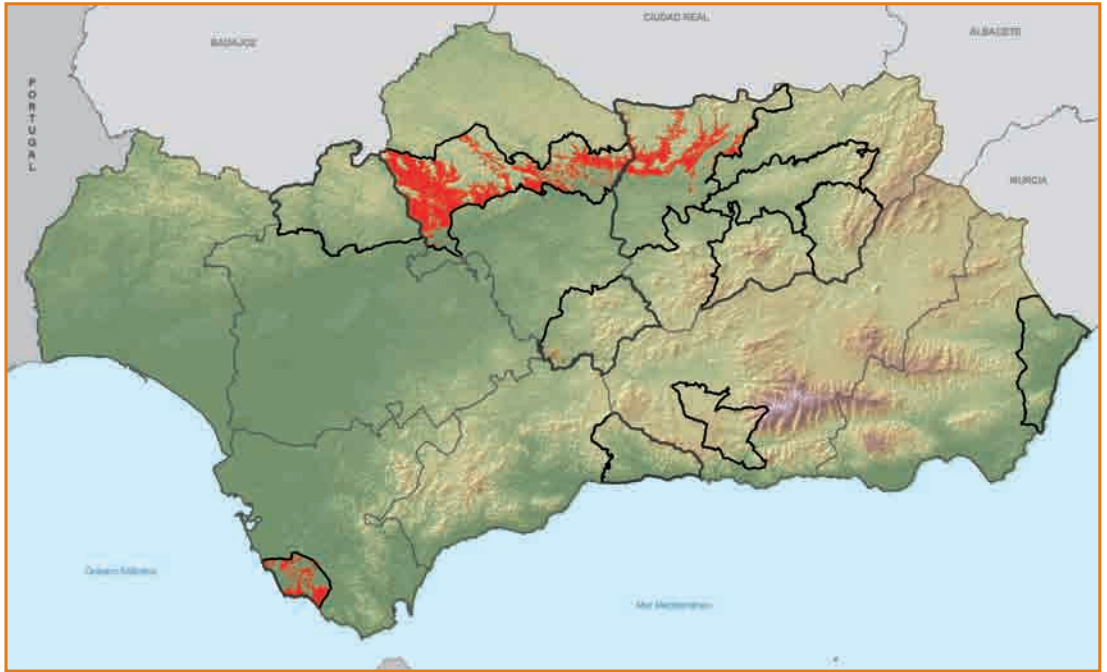 CIUDAD REAL
BADAJOZ
ALBACETE
PORTUGAL
MURCIA
Océano Atlántico
Mar Mediterráneo